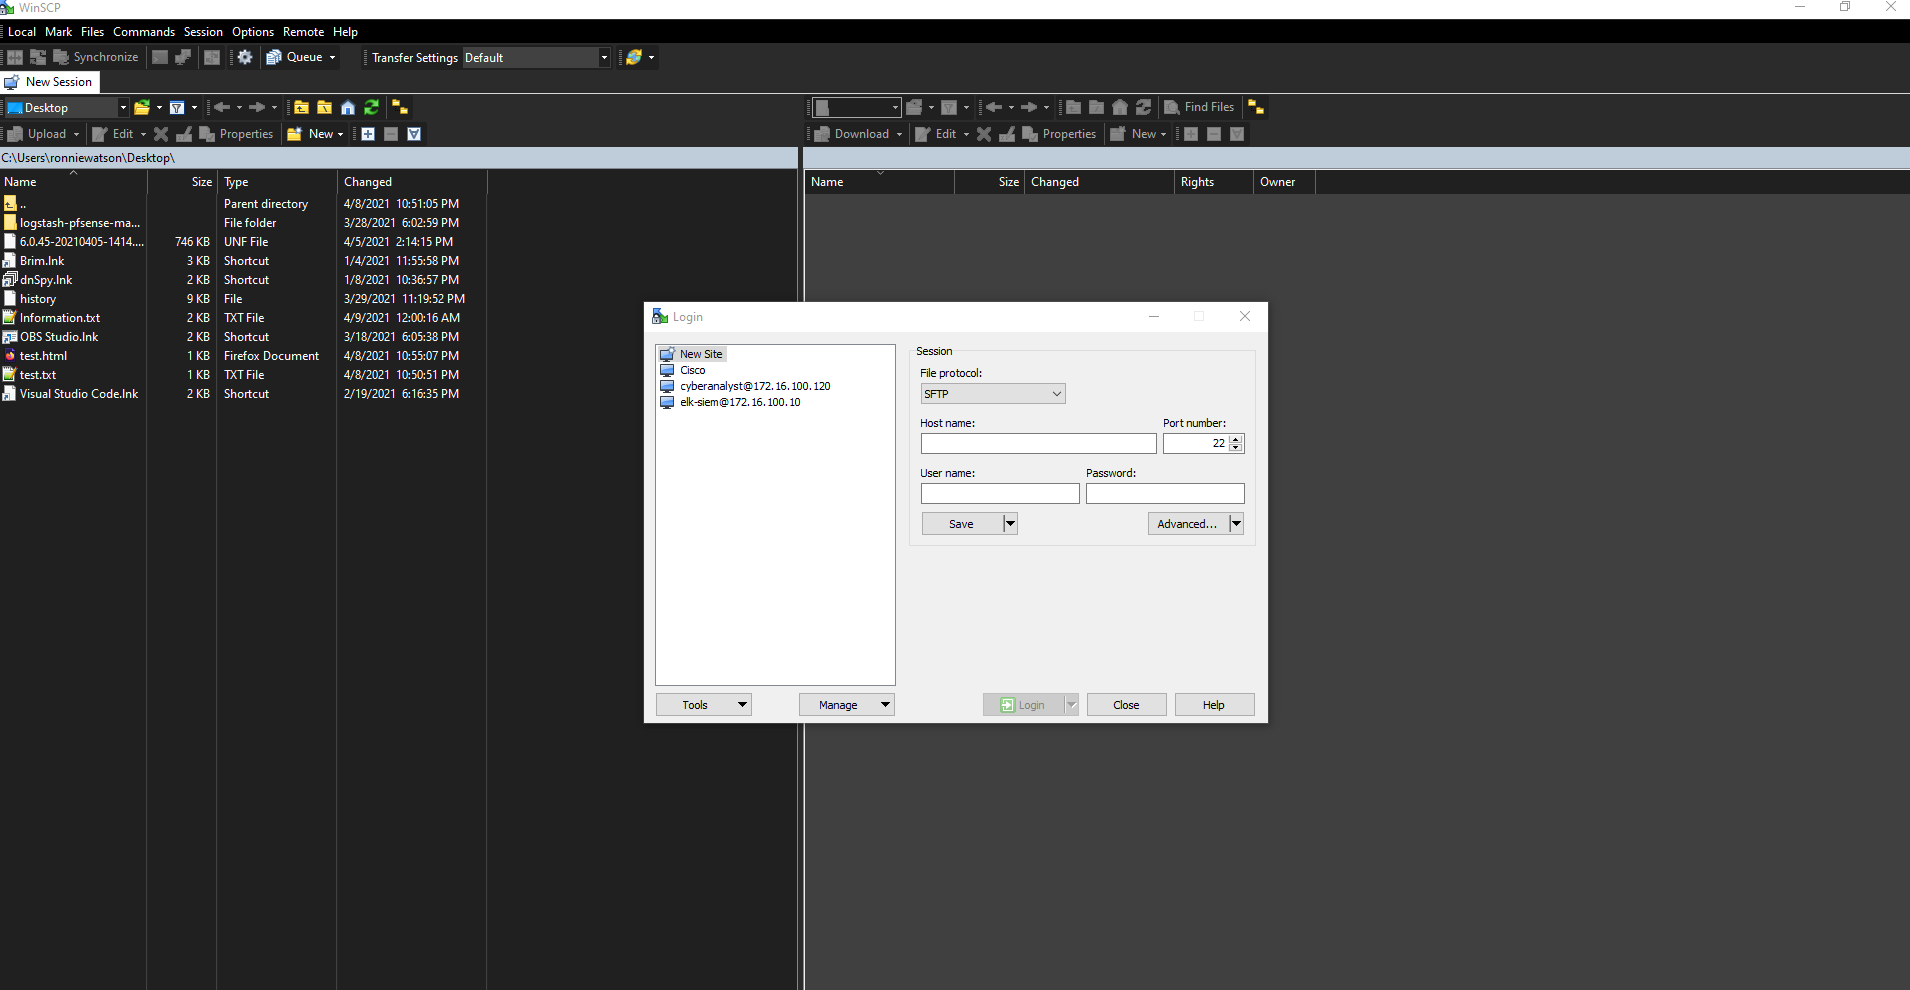 WinSCP
Local Mark Files Commands Session Options Remote Help
Synchronize Queue Transfer Settings Default
New Session
Desktop
Upload Edit Properties New
C:\Users\ronniewatson\Desktop\
Name Size Type Changed
.. Parent directory 4/8/2021 10:51:05 PM
logstash-pfsense-ma... File folder 3/28/2021 6:02:59 PM
6.0.45-20210405-1414.... 746 KB UNF File 4/5/2021 2:14:15 PM
Brim.lnk 3 KB Shortcut 1/4/2021 11:55:58 PM
dnSpy.lnk 2 KB Shortcut 1/8/2021 10:36:57 PM
history 9 KB File 3/29/2021 11:19:52 PM
Information.txt 2 KB TXT File 4/9/2021 12:00:16 AM
OBS Studio.lnk 2 KB Shortcut 3/18/2021 6:05:38 PM
test.html 1 KB Firefox Document 4/8/2021 10:55:07 PM
test.txt 1 KB TXT File 4/8/2021 10:50:51 PM
Visual Studio Code.lnk 2 KB Shortcut 2/19/2021 6:16:35 PM
Find Files
Download Edit Properties New
Name Size Changed Rights Owner
Login
New Site
Cisco
cyberanalyst@172.16.100.120
elk-siem@172.16.100.10
Tools Manage
Session
File protocol:
SFTP
Host name: Port number:
22
User name: Password:
Save Advanced...
Login Close Help